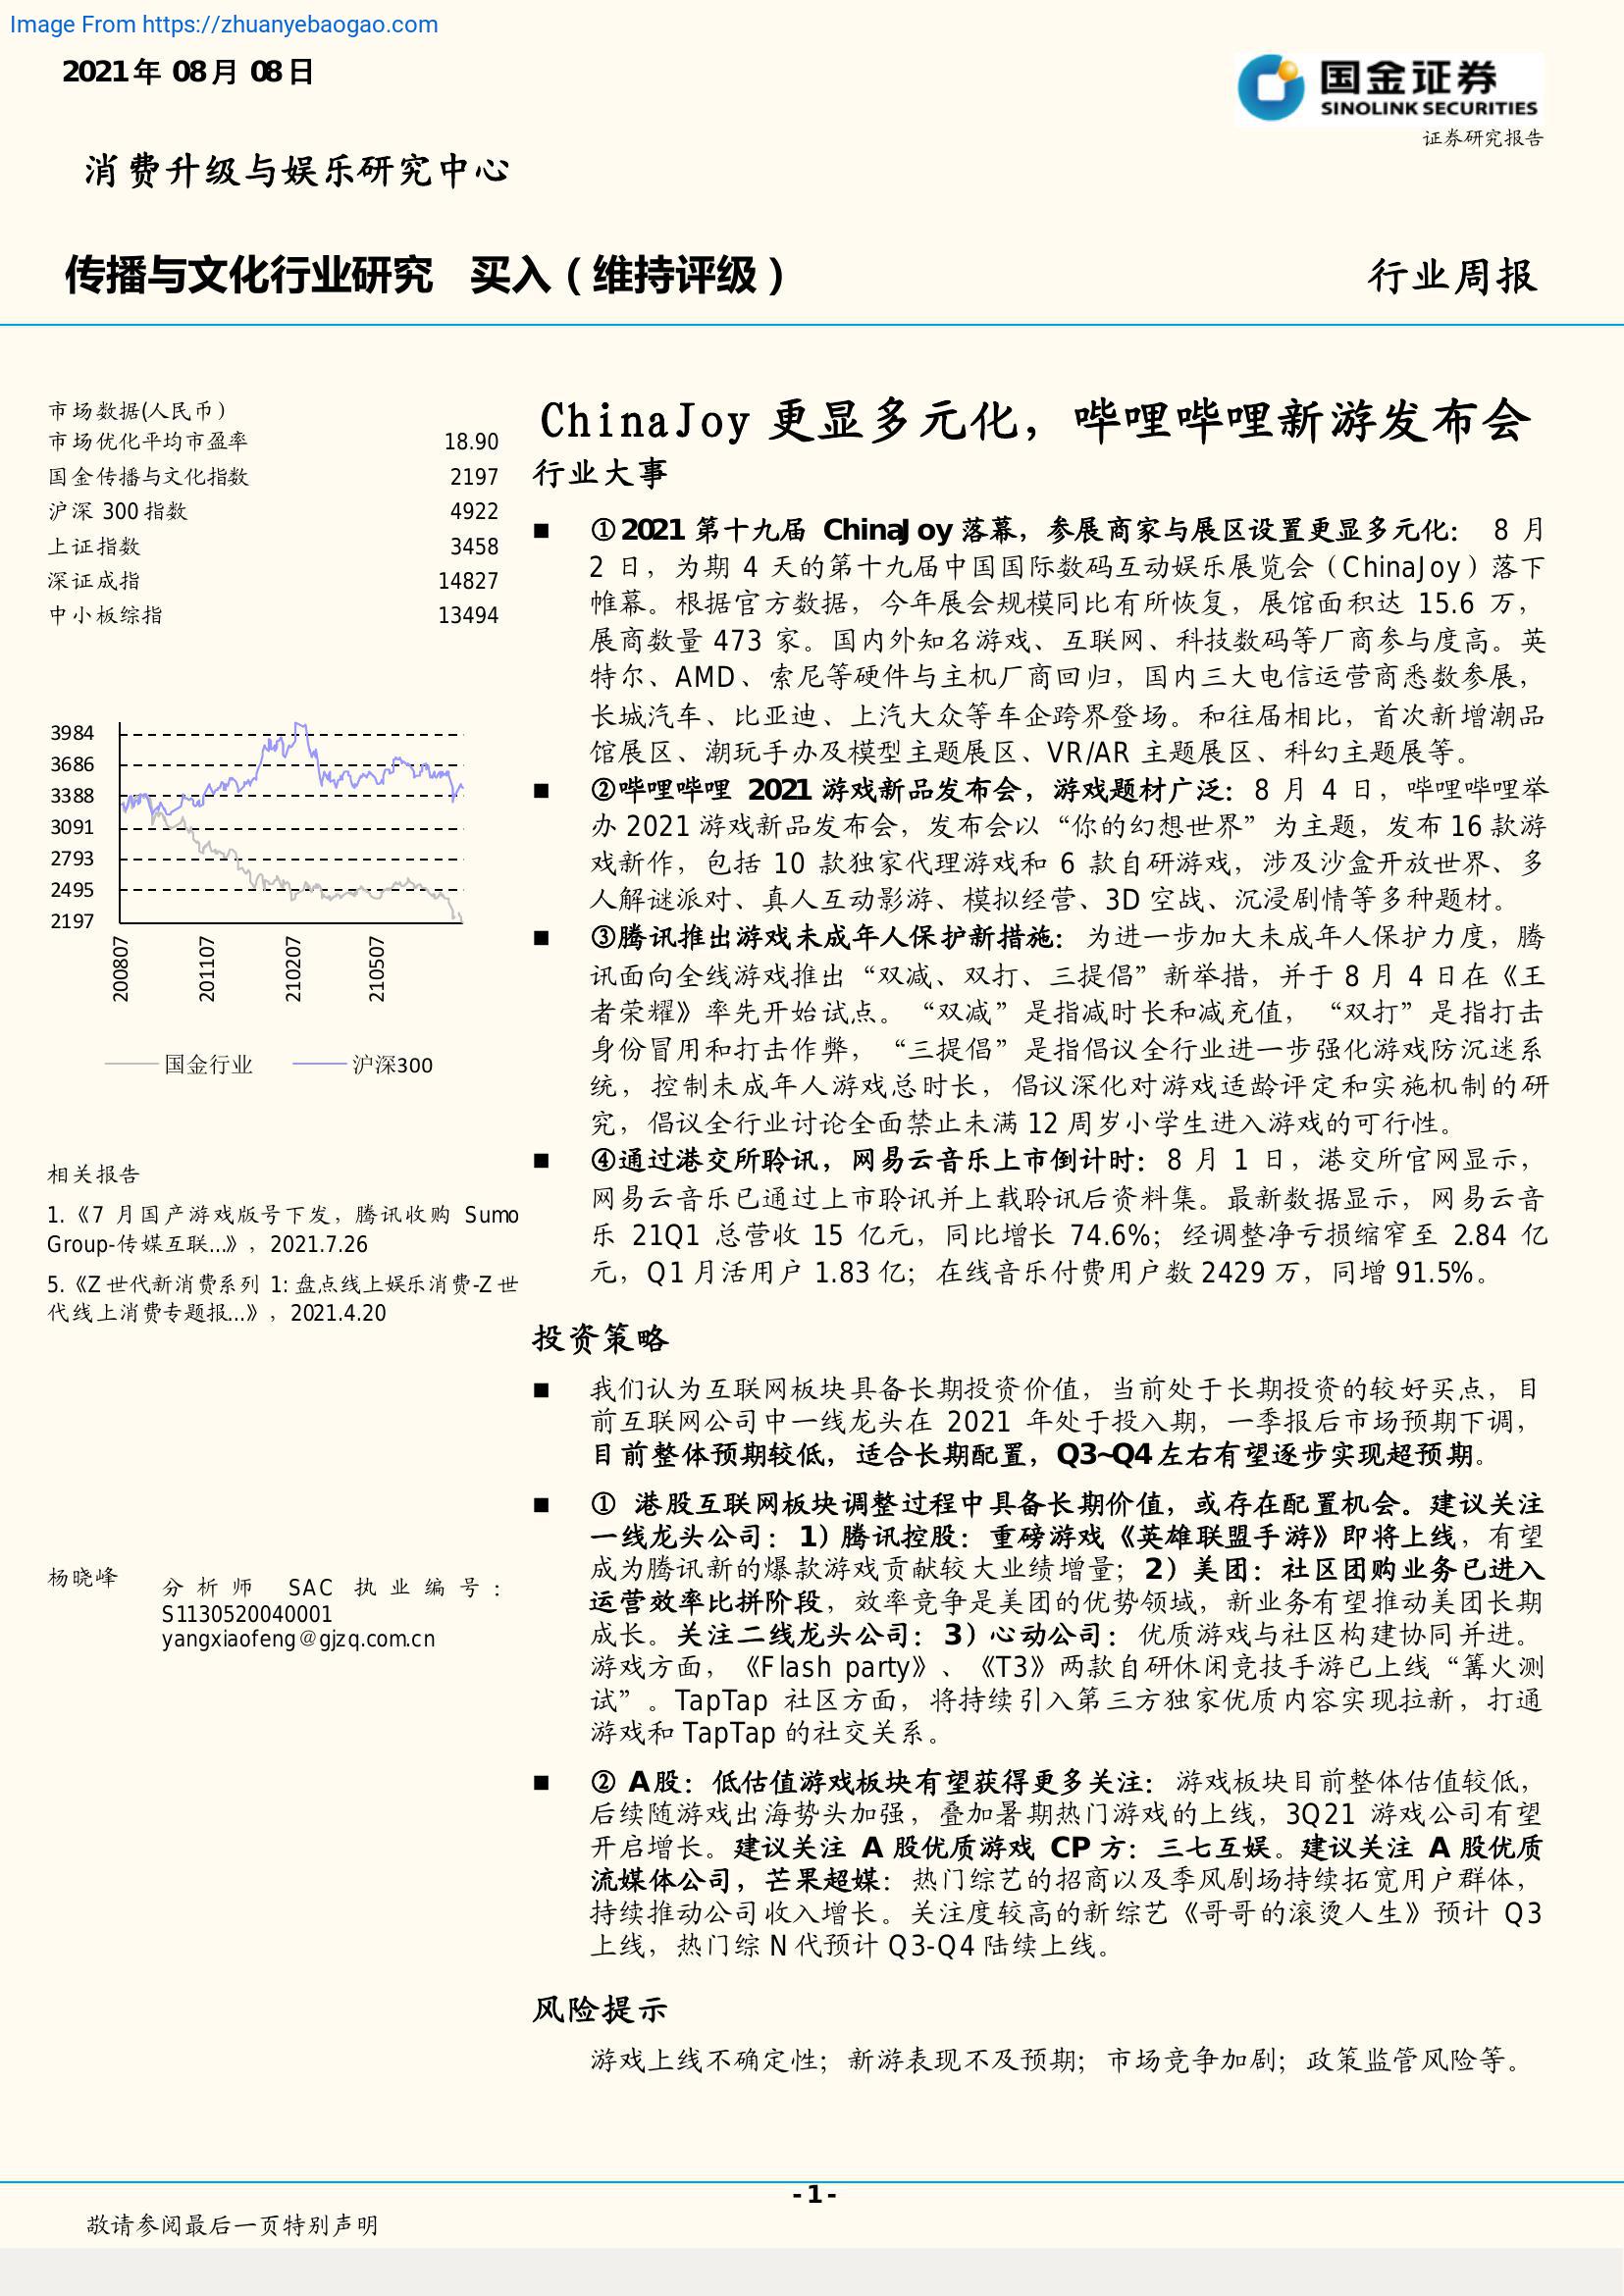 Image From https://zhuanyebaogao.com
2021年 08月 08日
国金证券
SINOLINK SECURITIES
证券研究报告
消费升级与娱乐研究中心
传播与文化行业研究 买入（维持评级）
行业周报
市场数据(人民币）
市场优化平均市盈率 18.90
国金传播与文化指数 2197
沪深 300 指数 4922
上证指数 3458
深证成指 14827
中小板综指 13494
3984
3686
3388
3091
2793
2495
2197
200807
201107
210207
210507
国金行业 沪深300
相关报告
1.《7 月国产游戏版号下发，腾讯收购 Sumo
Group-传媒互联...》，2021.7.26
5.《Z 世代新消费系列 1: 盘点线上娱乐消费-Z 世
代线上消费专题报...》，2021.4.20
杨晓峰
分析师 SAC 执业编号：
S1130520040001
yangxiaofeng@gjzq.com.cn
ChinaJoy 更显多元化，哔哩哔哩新游发布会
行业大事
■ ①2021 第十九届 ChinaJoy 落幕，参展商家与展区设置更显多元化： 8 月
2 日，为期 4 天的第十九届中国国际数码互动娱乐展览会（ChinaJoy）落下
帷幕。根据官方数据，今年展会规模同比有所恢复，展馆面积达 15.6 万，
展商数量 473 家。国内外知名游戏、互联网、科技数码等厂商参与度高。英
特尔、AMD、索尼等硬件与主机厂商回归，国内三大电信运营商悉数参展，
长城汽车、比亚迪、上汽大众等车企跨界登场。和往届相比，首次新增潮品
馆展区、潮玩手办及模型主题展区、VR/AR 主题展区、科幻主题展等。
■ ②哔哩哔哩 2021 游戏新品发布会，游戏题材广泛：8 月 4 日，哔哩哔哩举
办 2021 游戏新品发布会，发布会以“你的幻想世界”为主题，发布 16 款游
戏新作，包括 10 款独家代理游戏和 6 款自研游戏，涉及沙盒开放世界、多
人解谜派对、真人互动影游、模拟经营、3D 空战、沉浸剧情等多种题材。
■ ③腾讯推出游戏未成年人保护新措施：为进一步加大未成年人保护力度，腾
讯面向全线游戏推出“双减、双打、三提倡”新举措，并于 8 月 4 日在《王
者荣耀》率先开始试点。“双减”是指减时长和减充值，“双打”是指打击
身份冒用和打击作弊，“三提倡”是指倡议全行业进一步强化游戏防沉迷系
统，控制未成年人游戏总时长，倡议深化对游戏适龄评定和实施机制的研
究，倡议全行业讨论全面禁止未满 12 周岁小学生进入游戏的可行性。
■ ④通过港交所聆讯，网易云音乐上市倒计时：8 月 1 日，港交所官网显示，
网易云音乐已通过上市聆讯并上载聆讯后资料集。最新数据显示，网易云音
乐 21Q1 总营收 15 亿元，同比增长 74.6%；经调整净亏损缩窄至 2.84 亿
元，Q1 月活用户 1.83 亿；在线音乐付费用户数 2429 万，同增 91.5%。
投资策略
■ 我们认为互联网板块具备长期投资价值，当前处于长期投资的较好买点，目
前互联网公司中一线龙头在 2021 年处于投入期，一季报后市场预期下调，
目前整体预期较低，适合长期配置，Q3~Q4 左右有望逐步实现超预期。
■ ① 港股互联网板块调整过程中具备长期价值，或存在配置机会。建议关注
一线龙头公司：1）腾讯控股：重磅游戏《英雄联盟手游》即将上线，有望
成为腾讯新的爆款游戏贡献较大业绩增量；2）美团：社区团购业务已进入
运营效率比拼阶段，效率竞争是美团的优势领域，新业务有望推动美团长期
成长。关注二线龙头公司：3）心动公司：优质游戏与社区构建协同并进。
游戏方面，《Flash party》、《T3》两款自研休闲竞技手游已上线“篝火测
试”。TapTap 社区方面，将持续引入第三方独家优质内容实现拉新，打通
游戏和 TapTap 的社交关系。
■ ② A股：低估值游戏板块有望获得更多关注：游戏板块目前整体估值较低，
后续随游戏出海势头加强，叠加暑期热门游戏的上线，3Q21 游戏公司有望
开启增长。建议关注 A 股优质游戏 CP 方：三七互娱。建议关注 A 股优质
流媒体公司，芒果超媒：热门综艺的招商以及季风剧场持续拓宽用户群体，
持续推动公司收入增长。关注度较高的新综艺《哥哥的滚烫人生》预计 Q3
上线，热门综 N 代预计 Q3-Q4 陆续上线。
风险提示
游戏上线不确定性；新游表现不及预期；市场竞争加剧；政策监管风险等。
- 1 -
敬请参阅最后一页特别声明